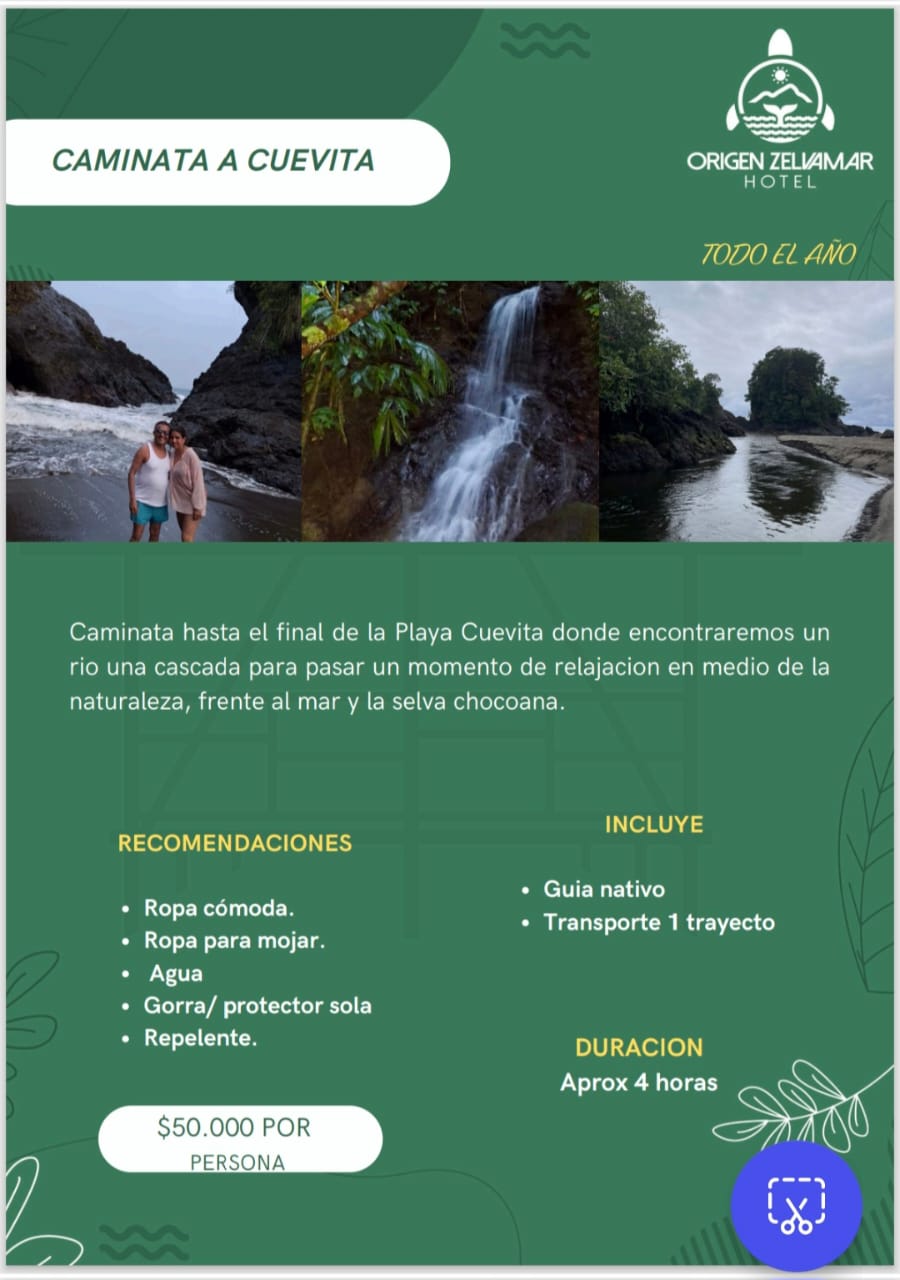 CAMINATA A CUEVITA
ORIGEN ZELVAMAR
HOTEL
TODO EL AÑO
Caminata hasta el final de la Playa Cuevita donde encontraremos un
rio una cascada para pasar un momento de relajacion en medio de la
naturaleza, frente al mar y la selva chocoana.
RECOMENDACIONES
• Ropa cómoda.
• Ropa para mojar.
• Agua
• Gorra/ protector sola
• Repelente.
INCLUYE
• Guia nativo
• Transporte 1 trayecto
DURACION
Aprox 4 horas
$50.000 POR
PERSONA